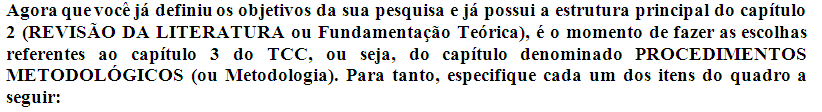 Agora que você já definiu os objetivos da sua pesquisa e já possui a estrutura principal do capítulo
2 (REVISÃO DA LITERATURA ou Fundamentação Teórica), é o momento de fazer as escolhas
referentes ao capítulo 3 do TCC, ou seja, do capítulo denominado PROCEDIMENTOS
METODOLÓGICOS (ou Metodologia). Para tanto, especifique cada um dos itens do quadro a
seguir: